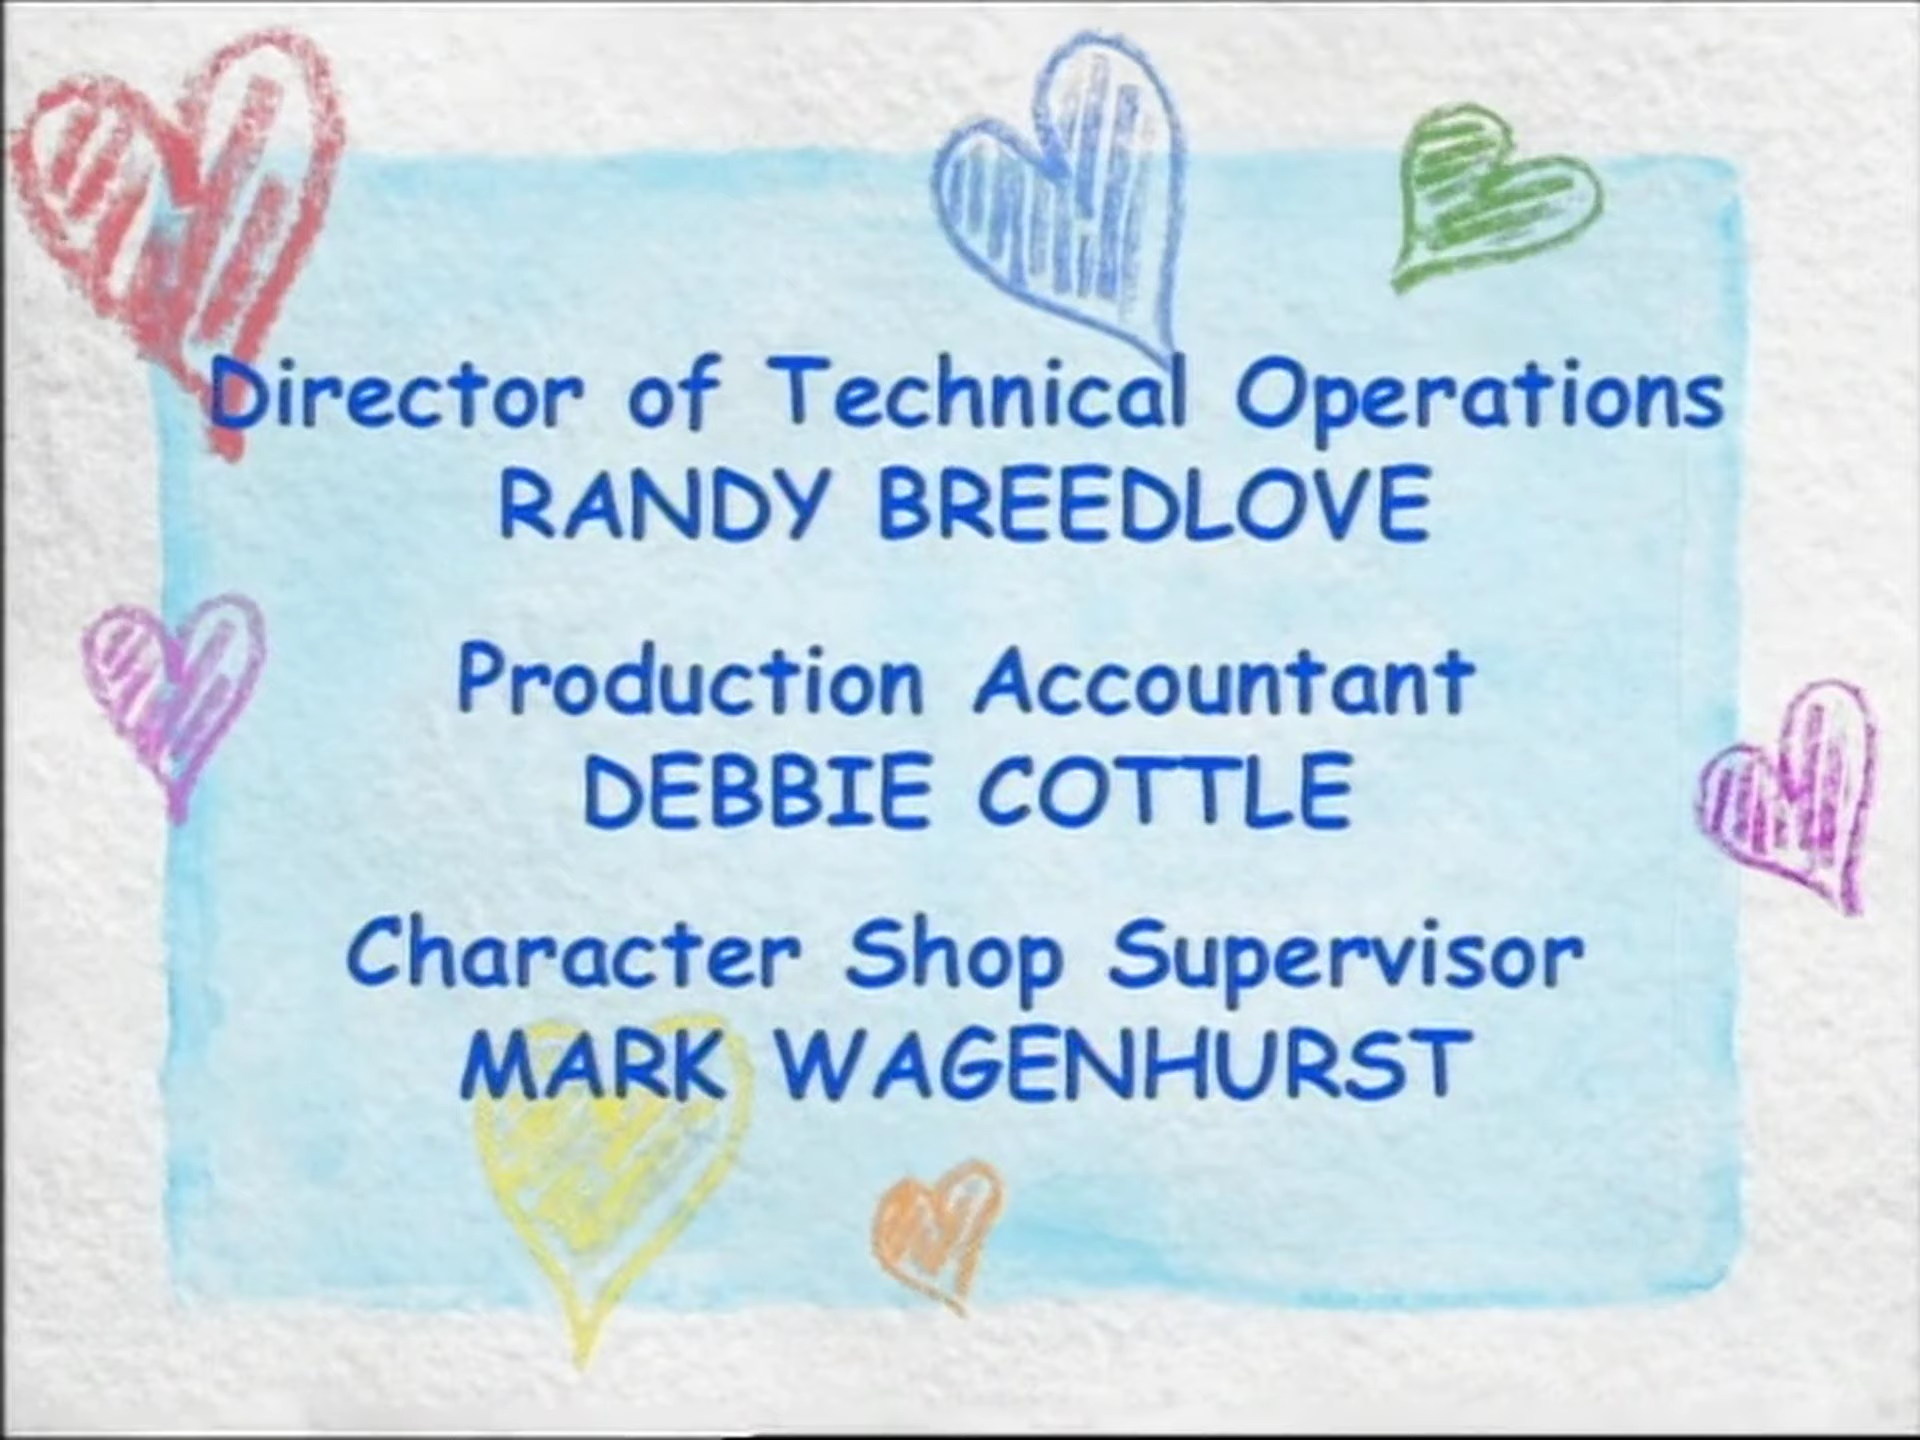 Director of Technical Operations
RANDY BREEDLOVE
Production Accountant
DEBBIE COTTLE
Character Shop Supervisor
MARK WAGENHURST